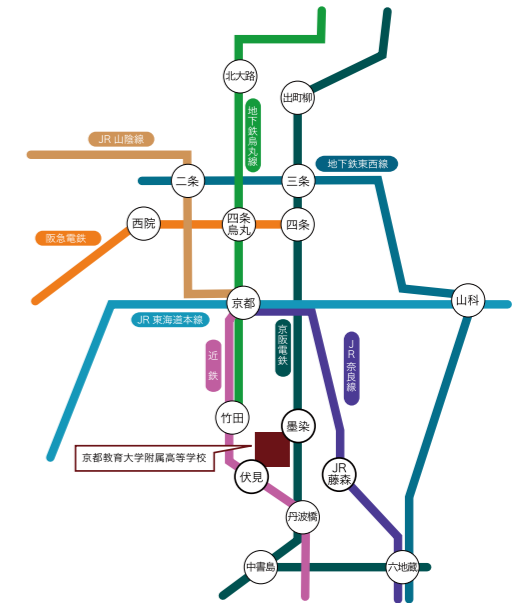 北大路
出町柳
地下鉄烏丸線
JR 山陰線
地下鉄東西線
二条
三条
西院
四条
烏丸
四条
阪急電鉄
京都
山科
JR 東海道本線
京阪電鉄
JR奈良線
近鉄
竹田
墨染
京都教育大学附属高等学校
伏見
JR
藤森
丹波橋
中書島
六地蔵